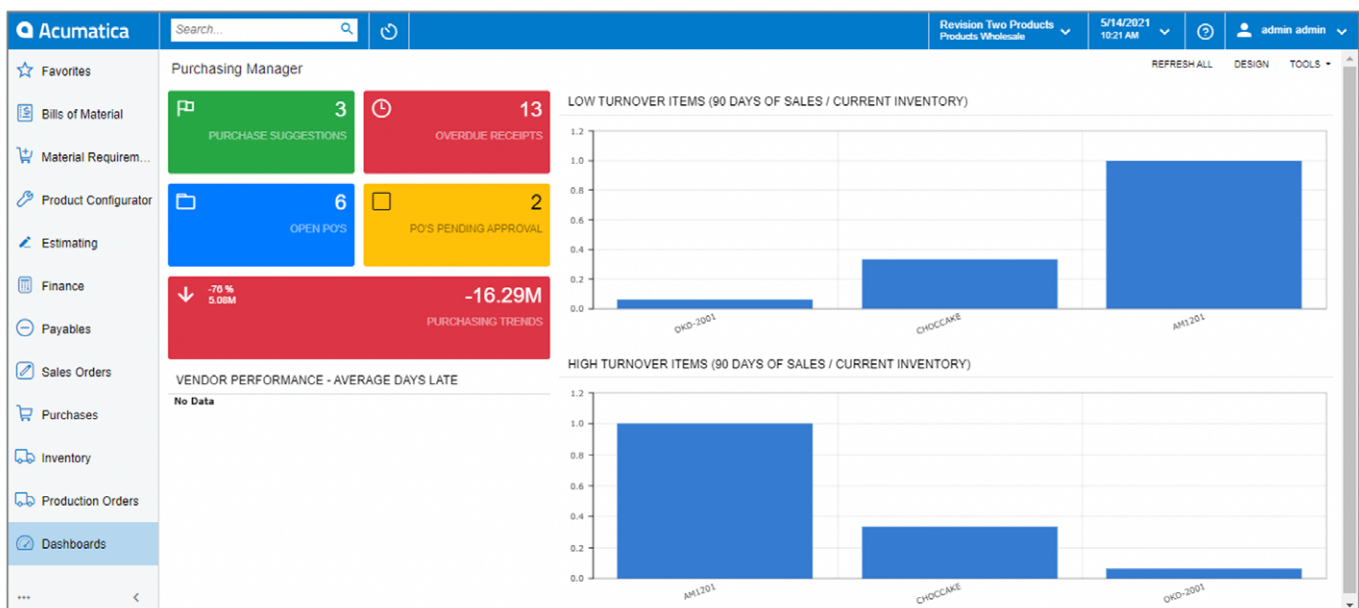 Acumatica
Search...
Revision Two Products
Products Wholesale
5/14/2021
10:21 AM
admin admin
Favorites
Bills of Material
Material Requirem...
Product Configurator
Estimating
Finance
Payables
Sales Orders
Purchases
Inventory
Production Orders
Dashboards
Purchasing Manager
REFRESH ALL
DESIGN
TOOLS
3
PURCHASE SUGGESTIONS
13
OVERDUE RECEIPTS
6
OPEN PO'S
2
PO'S PENDING APPROVAL
-76 %
5.08M
-16.29M
PURCHASING TRENDS
VENDOR PERFORMANCE - AVERAGE DAYS LATE
No Data
LOW TURNOVER ITEMS (90 DAYS OF SALES / CURRENT INVENTORY)
1.2
1.0
0.8
0.6
0.4
0.2
0.0
OKD-2001
CHOCCAKE
AM1201
HIGH TURNOVER ITEMS (90 DAYS OF SALES / CURRENT INVENTORY)
1.2
1.0
0.8
0.6
0.4
0.2
0.0
AM1201
CHOCCAKE
OKD-2001